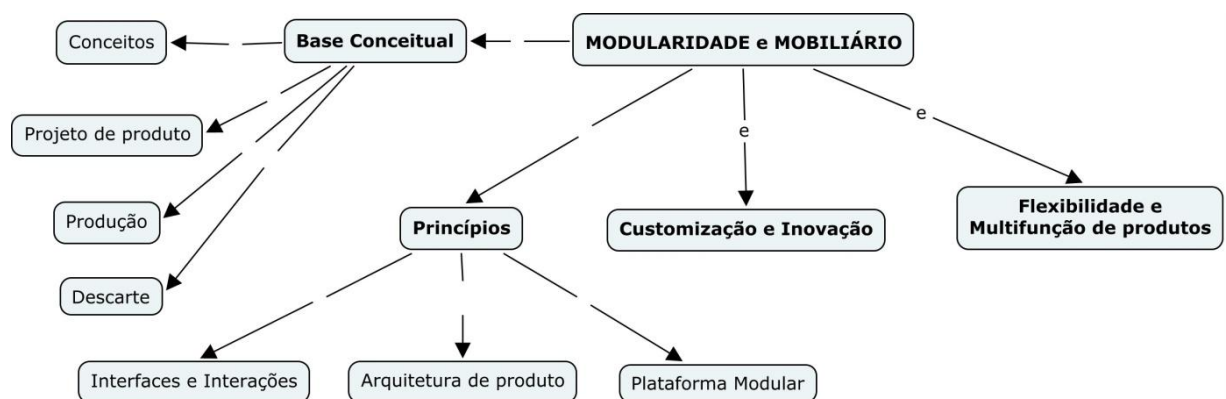 Conceitos
Base Conceitual
MODULARIDADE e MOBILIÁRIO
Projeto de produto
e
e
Produção
Princípios
Customização e Inovação
Flexibilidade e
Multifunção de produtos
Descarte
Interfaces e Interações
Arquitetura de produto
Plataforma Modular